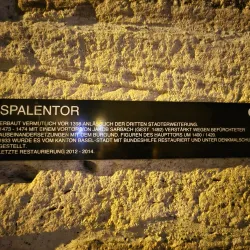 SPALENTOR
ERBAUT VERMUTLICH VOR 1398 ANLÄSSLICH DER DRITTEN STADTERWEITERUNG.
1473 - 1474 MIT EINEM VORTOR VON JAKOB SARBACH (GEST. 1492) VERSTÄRKT WEGEN BEFÜRCHTETER
AUSEINANDERSETZUNGEN MIT DEM BURGUND. FIGUREN DES HAUPTTORS UM 1400 / 1420.
1933 WURDE ES VOM KANTON BASEL-STADT MIT BUNDESHILFE RESTAURIERT UND UNTER DENKMALSCHUTZ
GESTELLT.
LETZTE RESTAURIERUNG 2012 - 2014.